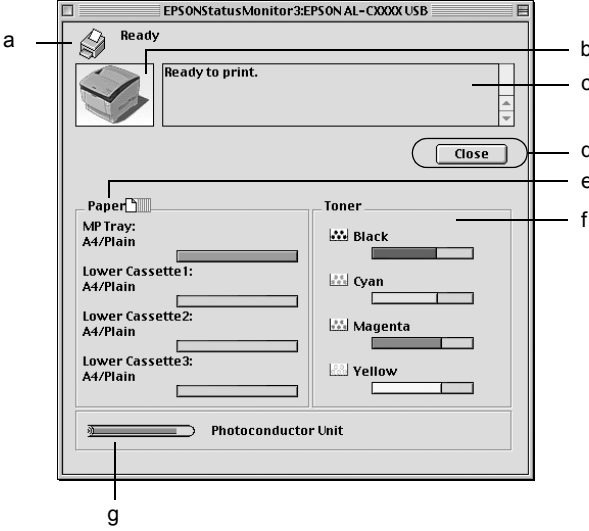 EPSONStatusMonitor3:EPSON AL-CXXXX USB
a
Ready
b
Ready to print.
c
d
Close
e
Paper
Toner
f
MP Tray:
A4/Plain
Black
Lower Cassette1:
A4/Plain
Cyan
Lower Cassette2:
A4/Plain
Magenta
Lower Cassette3:
A4/Plain
Yellow
Photoconductor Unit
g